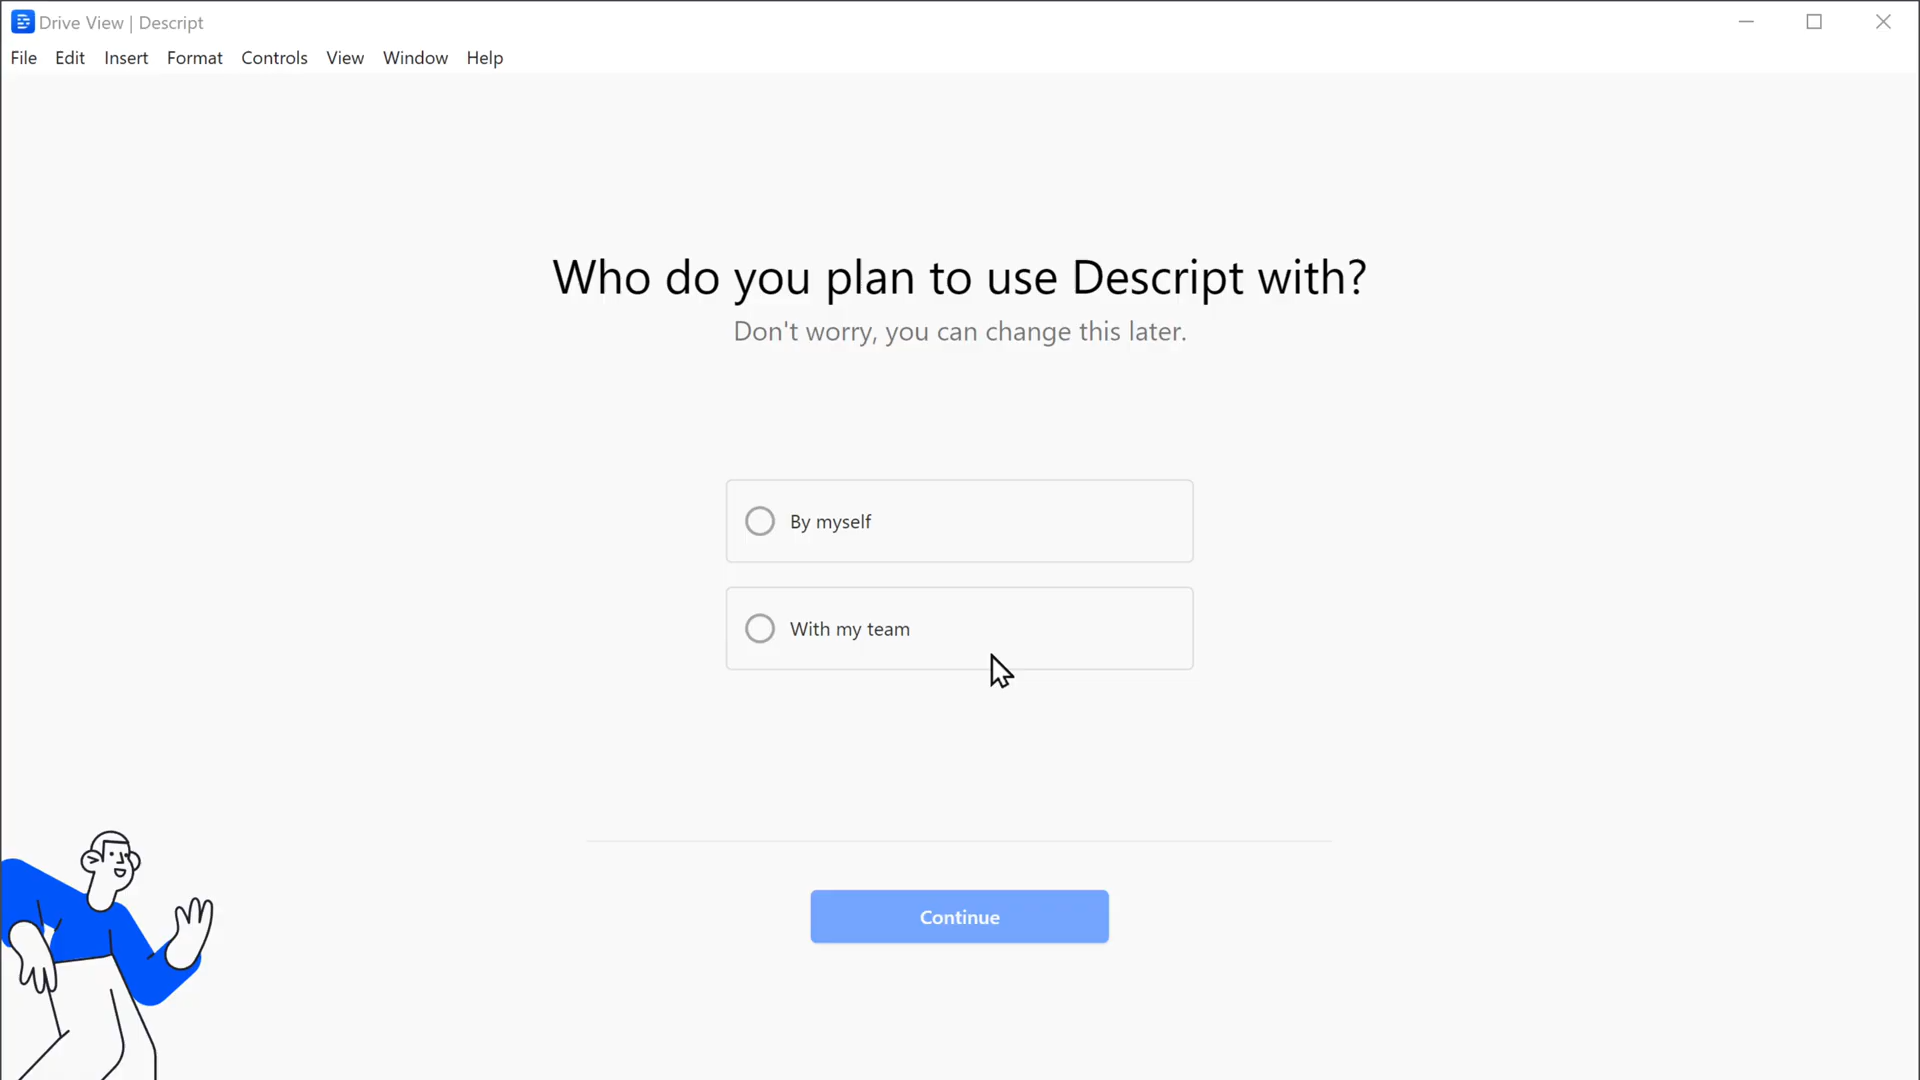 Drive View | Descript
File Edit Insert Format Controls View Window Help
Who do you plan to use Descript with?
Don't worry, you can change this later.
By myself
With my team
Continue